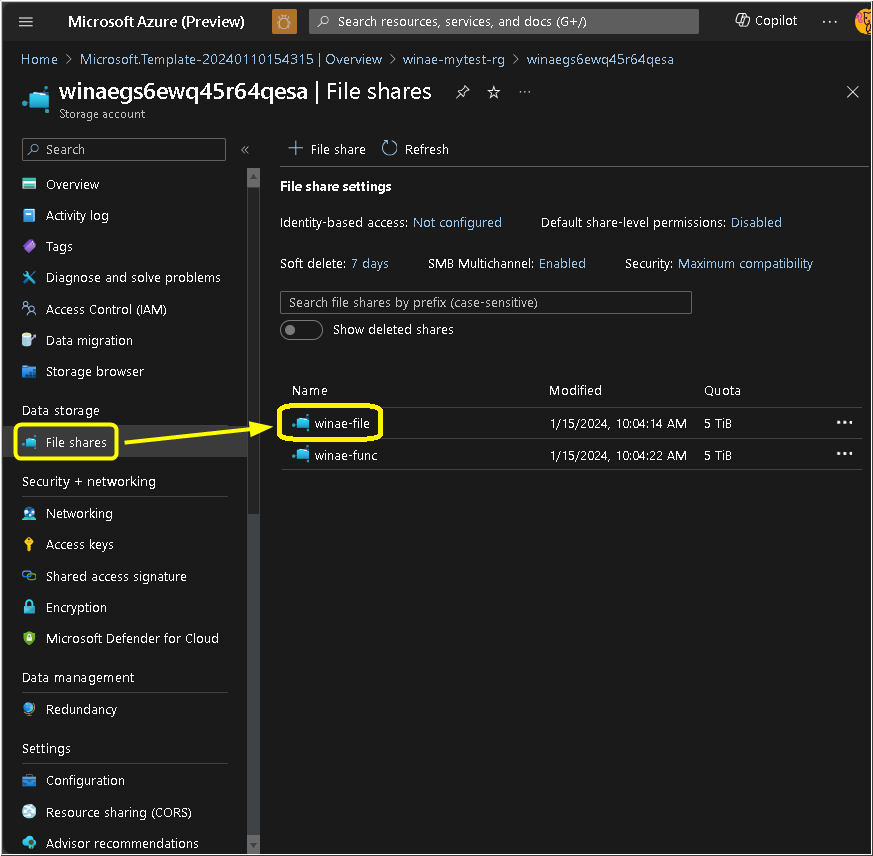 Microsoft Azure (Preview)
Search resources, services, and docs (G+/)
Copilot
Home > Microsoft.Template-20240110154315 | Overview > winae-mytest-rg > winaegs6ewq45r64qesa
winaegs6ewq45r64qesa | File shares
Storage account
Search
Overview
Activity log
Tags
Diagnose and solve problems
Access Control (IAM)
Data migration
Storage browser
Data storage
File shares
Security + networking
Networking
Access keys
Shared access signature
Encryption
Microsoft Defender for Cloud
Data management
Redundancy
Settings
Configuration
Resource sharing (CORS)
Advisor recommendations
File share
Refresh
File share settings
Identity-based access: Not configured
Default share-level permissions: Disabled
Soft delete: 7 days
SMB Multichannel: Enabled
Security: Maximum compatibility
Search file shares by prefix (case-sensitive)
Show deleted shares
Name Modified Quota
winae-file 1/15/2024, 10:04:14 AM 5 TiB
winae-func 1/15/2024, 10:04:22 AM 5 TiB